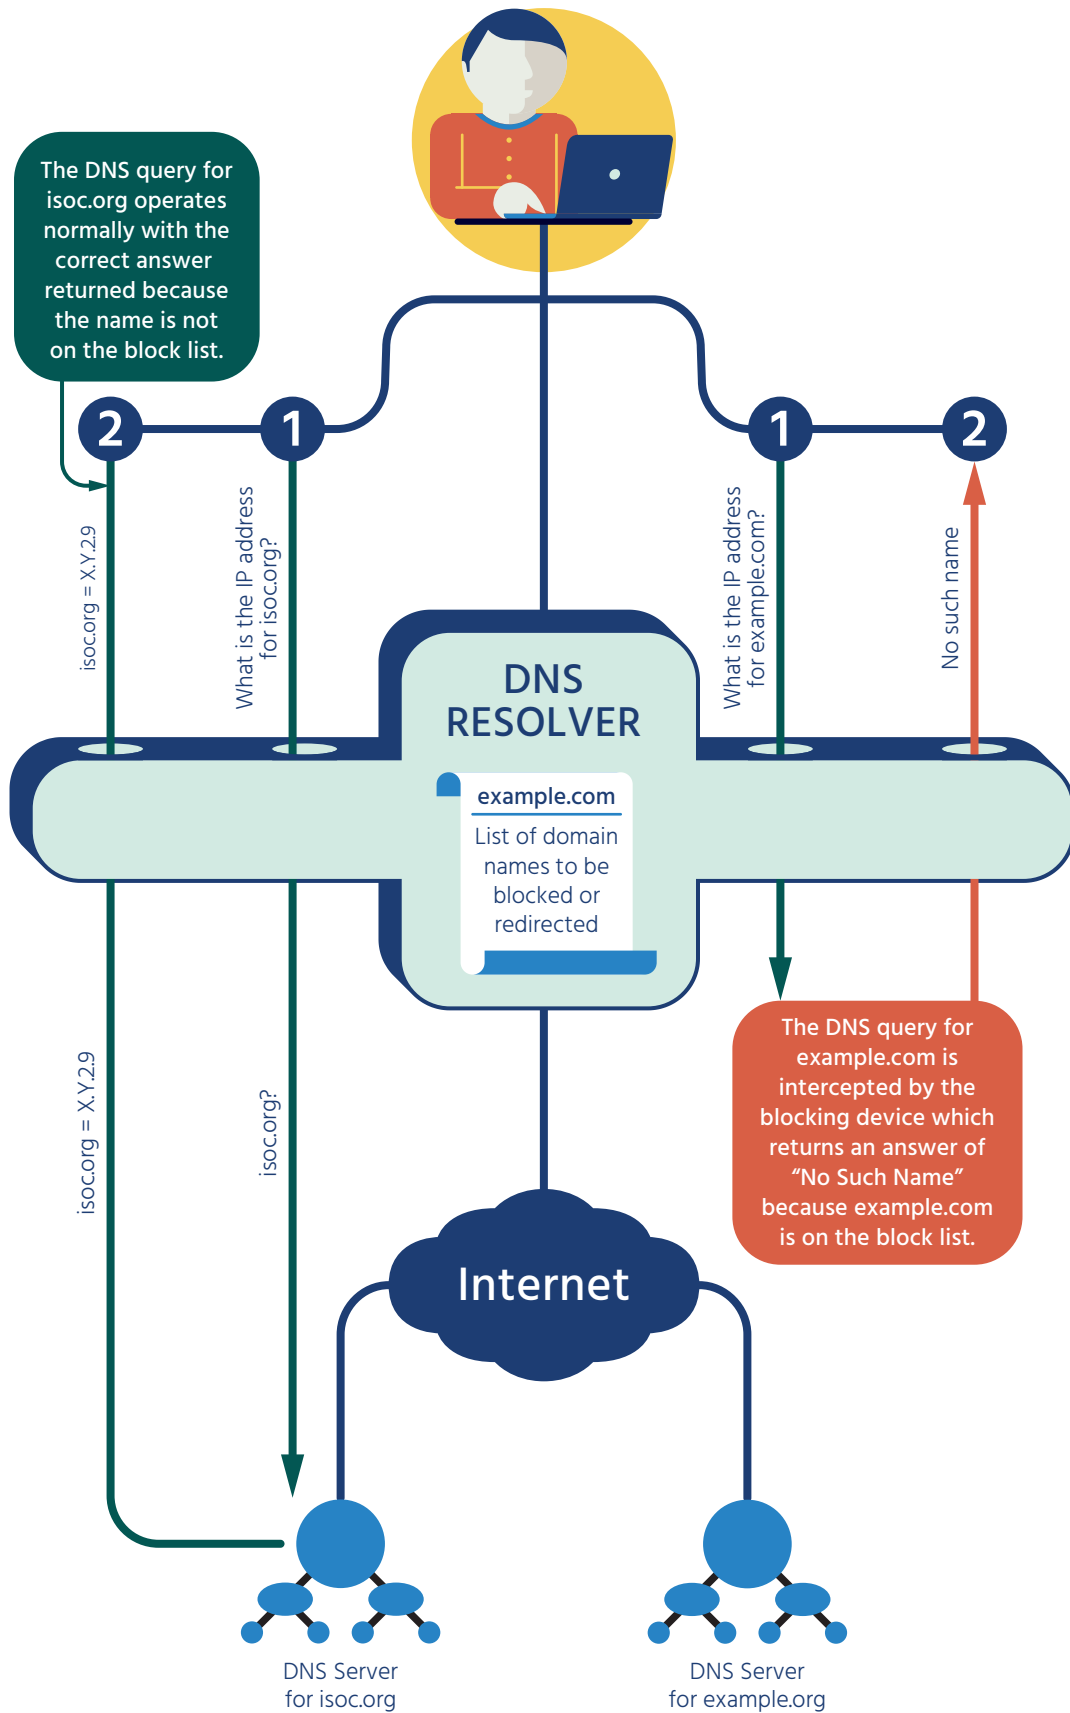 The DNS query for
isoc.org operates
normally with the
correct answer
returned because
the name is not
on the block list.
2
1
1
2
isoc.org = X.Y.2.9
What is the IP address
for isoc.org?
What is the IP address
for example.com?
No such name
DNS
RESOLVER
example.com
List of domain
names to be
blocked or
redirected
isoc.org = X.Y.2.9
isoc.org?
The DNS query for
example.com is
intercepted by the
blocking device which
returns an answer of
“No Such Name”
because example.com
is on the block list.
Internet
DNS Server
for isoc.org
DNS Server
for example.org